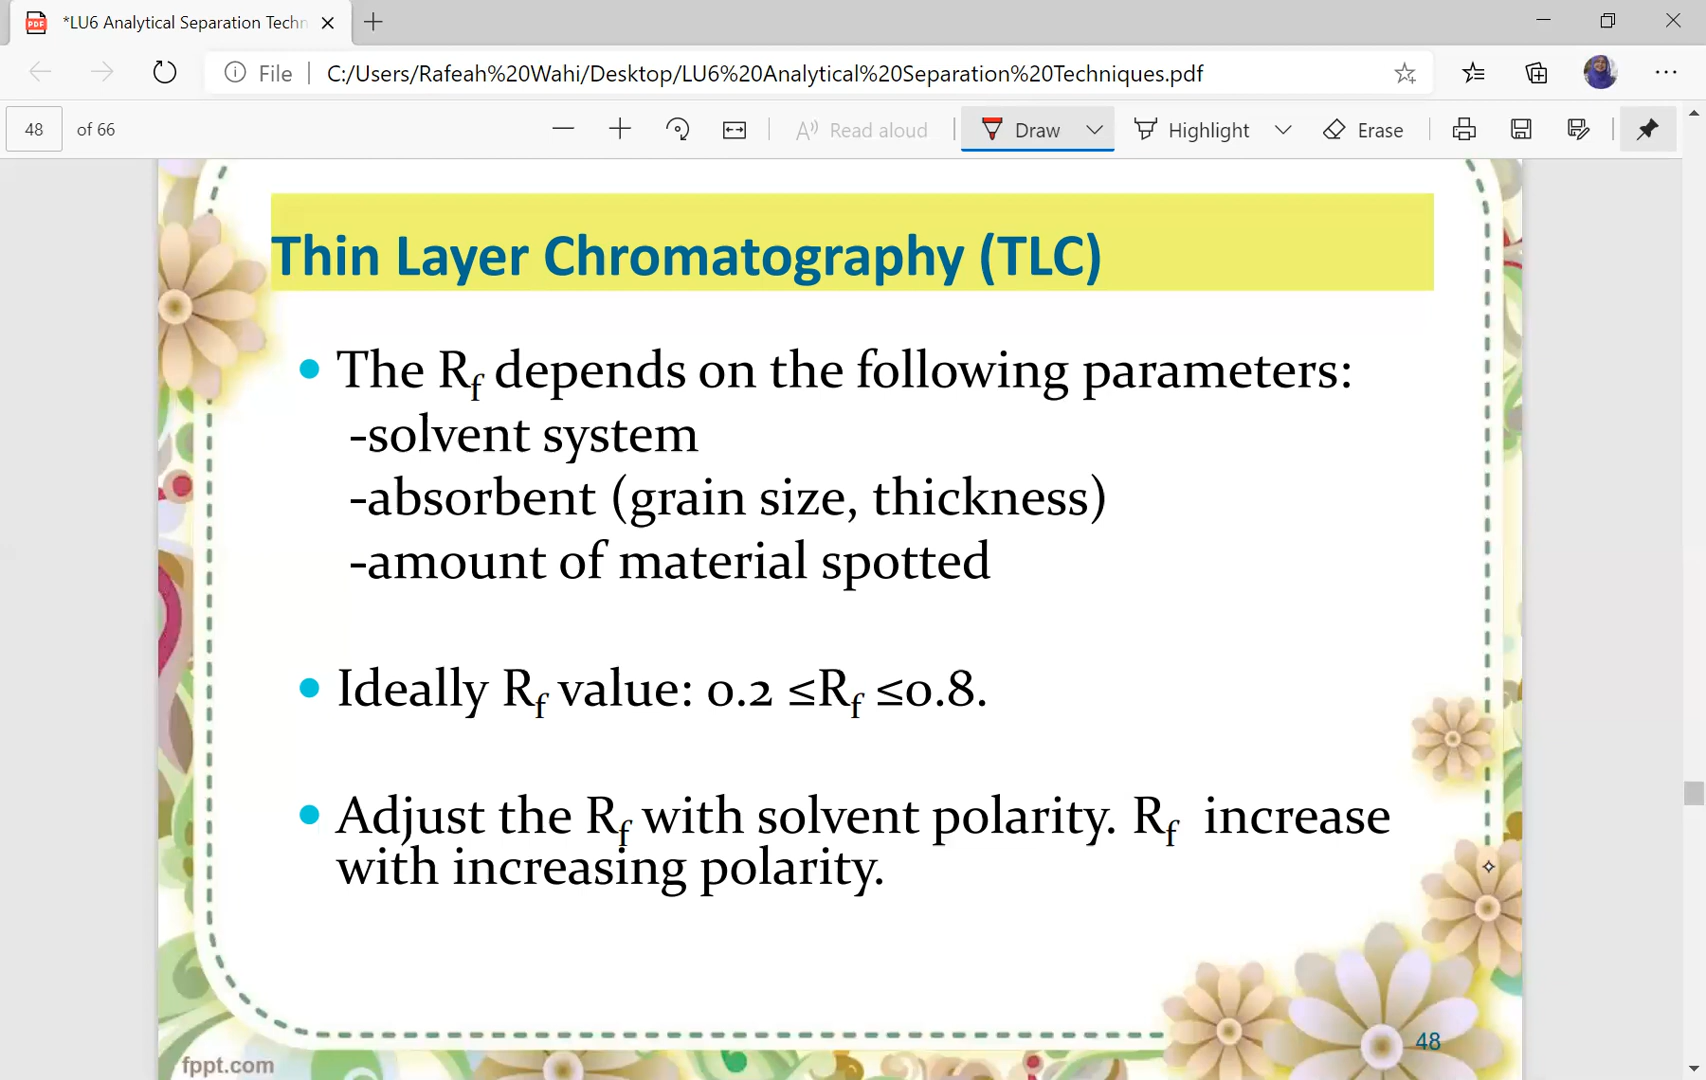 *LU6 Analytical Separation Techn
File
C:/Users/Rafeah%20Wahi/Desktop/LU6%20Analytical%20Separation%20Techniques.pdf
48 of 66
Read aloud
Draw
Highlight
Erase
Thin Layer Chromatography (TLC)
• The Rf depends on the following parameters:
-solvent system
-absorbent (grain size, thickness)
-amount of material spotted
• Ideally Rf value: 0.2 ≤Rf ≤0.8.
• Adjust the Rf with solvent polarity. Rf increase
with increasing polarity.
48
fppt.com